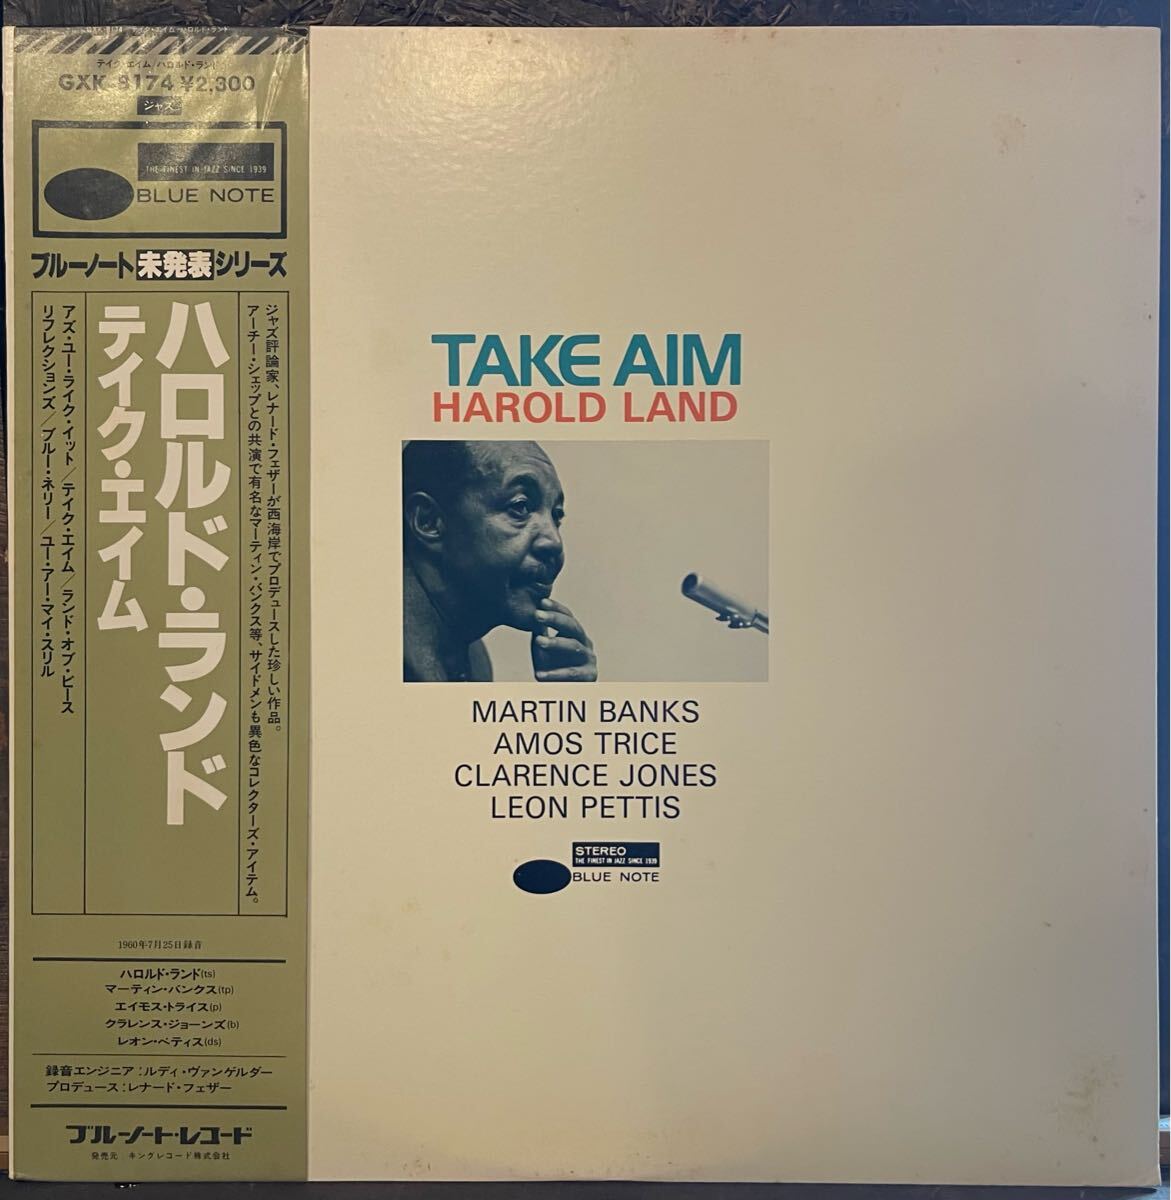 GXK-8174 テイク・エイム/ハロルド・ランド
テイク・エイム/ハロルド・ランド
GXK-8174 ¥2,300
ジャズ
THE FINEST IN JAZZ SINCE 1939
BLUE NOTE
ブルーノート未発表シリーズ
ジャズ評論家、レナード・フェザーが西海岸でプロデュースした珍しい作品。
アーチー・シェップとの共演で有名なマーティン・バンクス等、サイドメンも異色なコレクターズ・アイテム。
ハロルド・ランド
テイク・エイム
アズ・ユー・ライク・イット/テイク・エイム/ランド・オブ・ピース
リフレクションズ/ブルー・ネリー/ユー・アー・マイ・スリル
1960年7月25日録音
ハロルド・ランド(ts)
マーティン・バンクス(tp)
エイモス・トライス(p)
クラレンス・ジョーンズ(b)
レオン・ペティス(ds)
録音エンジニア:ルディ・ヴァンゲルダー
プロデュース:レナード・フェザー
ブルーノート・レコード
発売元 キングレコード株式会社
TAKE AIM
HAROLD LAND
MARTIN BANKS
AMOS TRICE
CLARENCE JONES
LEON PETTIS
STEREO
THE FINEST IN JAZZ SINCE 1939
BLUE NOTE